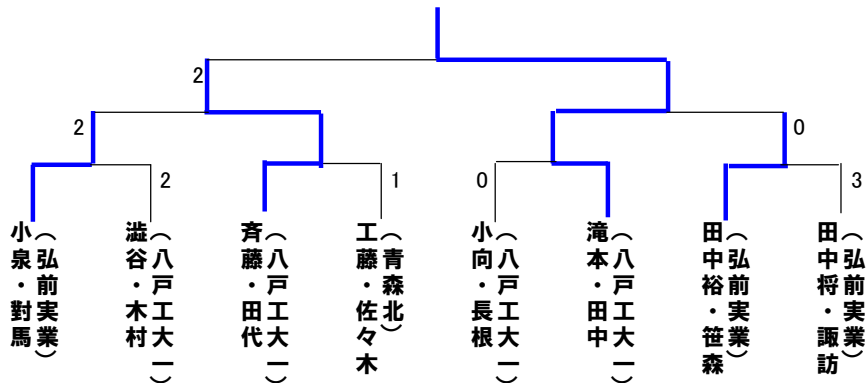 2
2
0
2
1
0
3
小泉・對馬
（弘前実業）
澁谷・木村
（八戸工大一）
斉藤・田代
（八戸工大一）
工藤・佐々木
（青森北）
小向・長根
（八戸工大一）
滝本・田中
（八戸工大一）
田中裕・笹森
（弘前実業）
田中将・諏訪
（弘前実業）